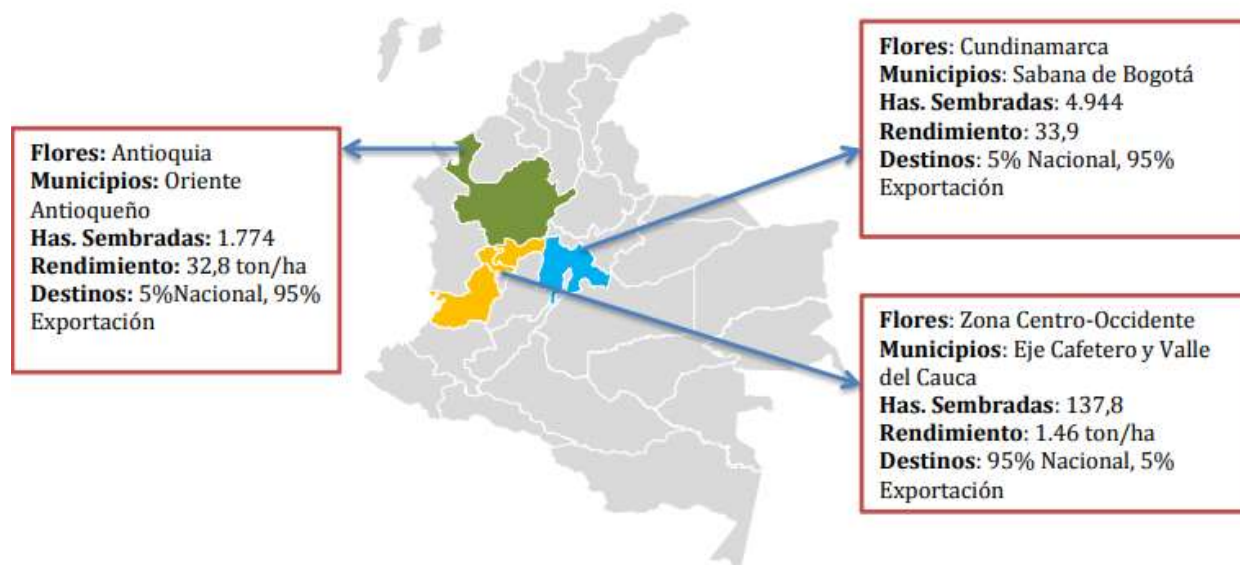 Flores: Antioquia
Municipios: Oriente
Antioqueño
Has. Sembradas: 1.774
Rendimiento: 32,8 ton/ha
Destinos: 5%Nacional, 95%
Exportación
Flores: Cundinamarca
Municipios: Sabana de Bogotá
Has. Sembradas: 4.944
Rendimiento: 33,9
Destinos: 5% Nacional, 95%
Exportación
Flores: Zona Centro-Occidente
Municipios: Eje Cafetero y Valle
del Cauca
Has. Sembradas: 137,8
Rendimiento: 1.46 ton/ha
Destinos: 95% Nacional, 5%
Exportación